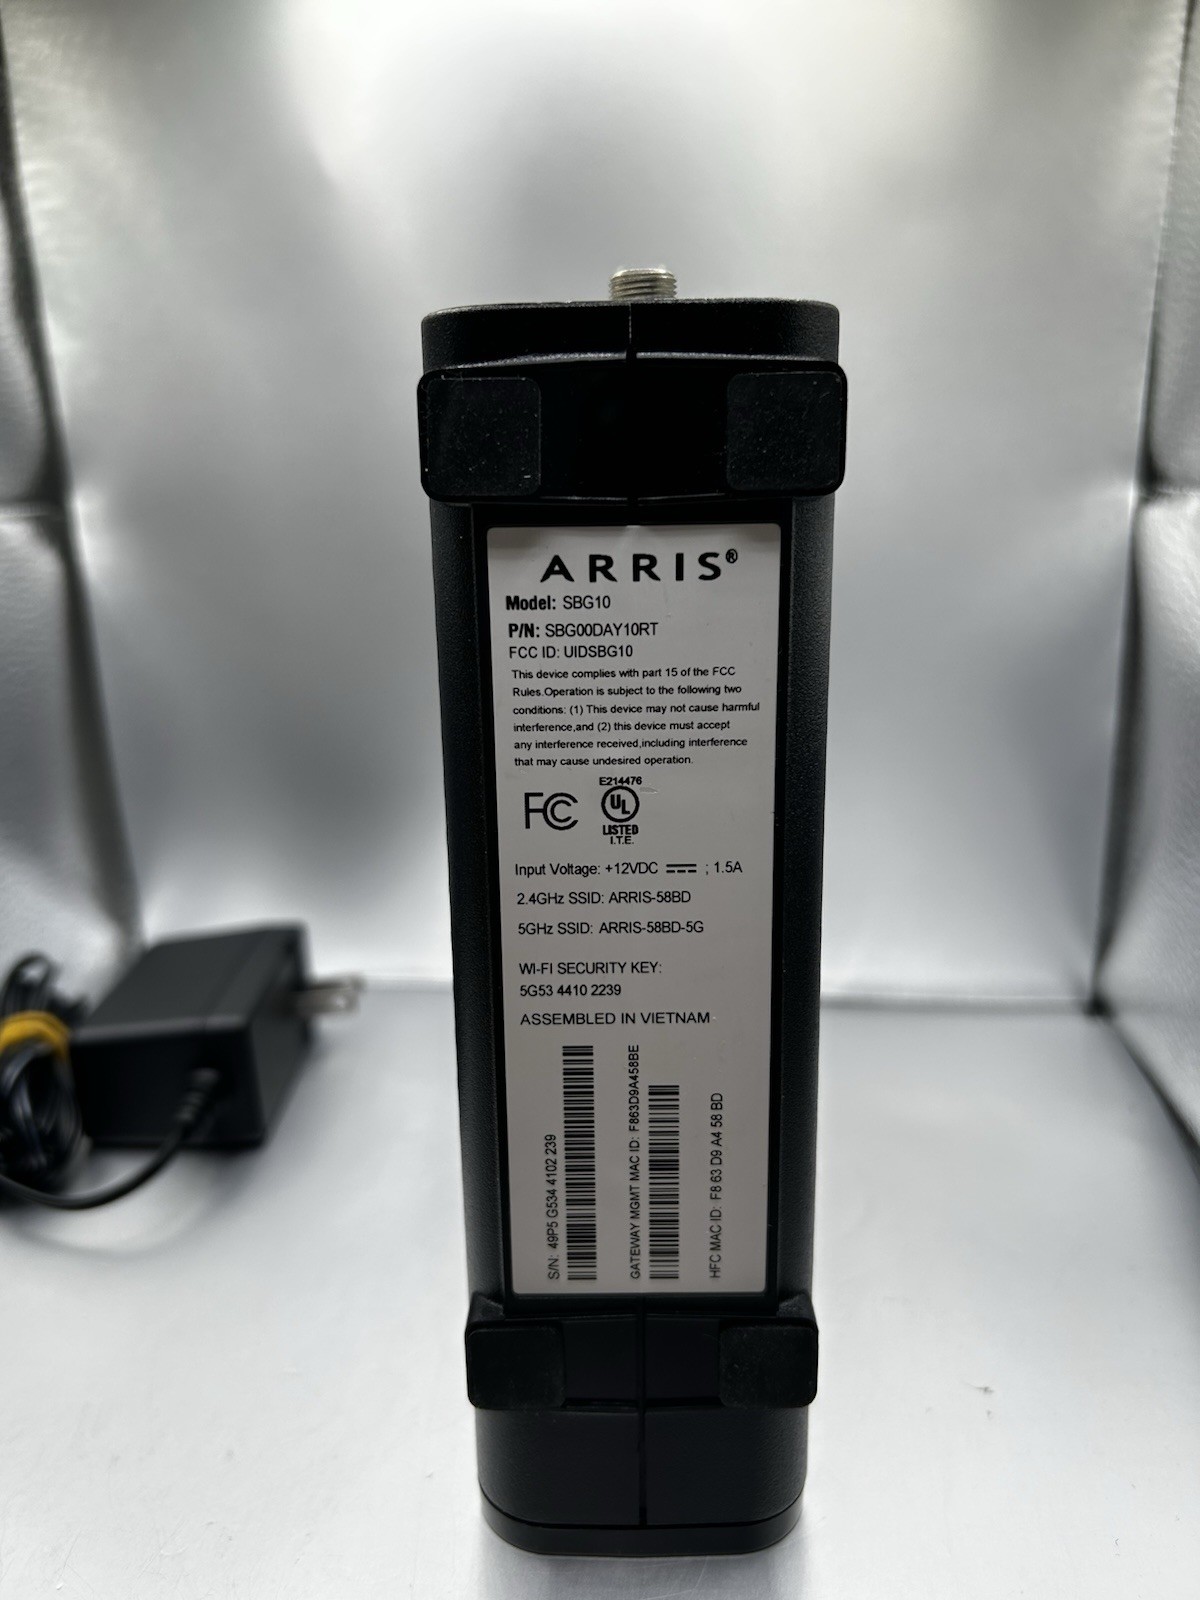 ARRIS®
Model: SBG10
P/N: SBG00DAY10RT
FCC ID: UIDSBG10
This device complies with part 15 of the FCC
Rules.Operation is subject to the following two
conditions: (1) This device may not cause harmful
interference,and (2) this device must accept
any interference received,including interference
that may cause undesired operation.
E214476
FC
UL
LISTED
I.T.E.
Input Voltage: +12VDC ; 1.5A
2.4GHz SSID: ARRIS-58BD
5GHz SSID: ARRIS-58BD-5G
WI-FI SECURITY KEY:
5G53 4410 2239
ASSEMBLED IN VIETNAM
S/N: 49P5 G534 4102 239
GATEWAY MGMT MAC ID: F863D9A458BE
HFC MAC ID: F8 63 D9 A4 58 BD